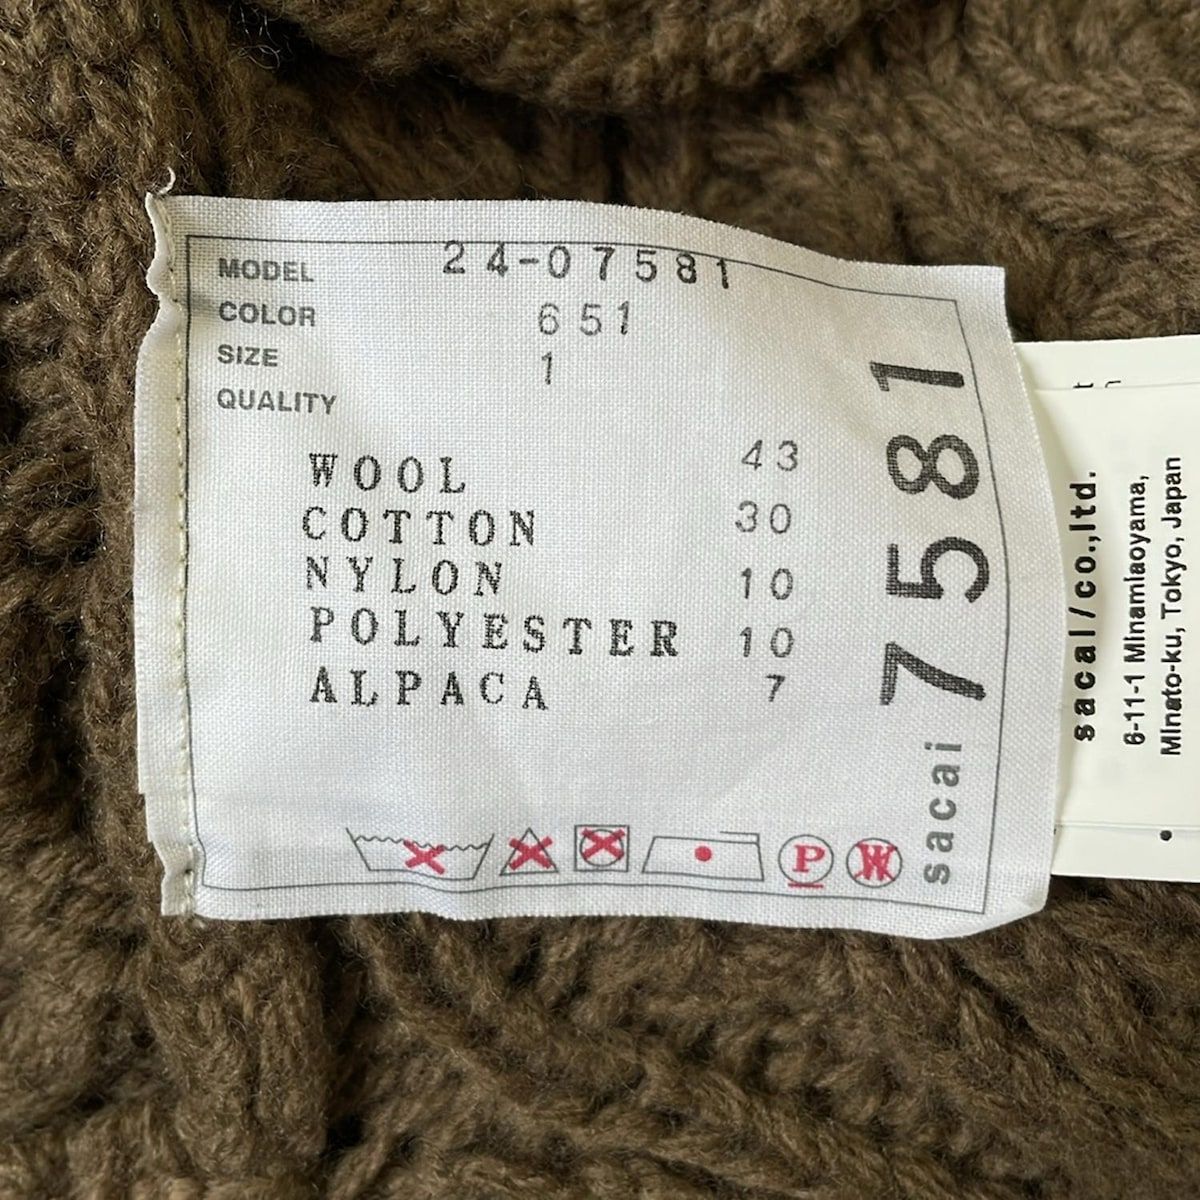 MODEL 24-07581
COLOR 651
SIZE 1
QUALITY
WOOL 43
COTTON 30
NYLON 10
POLYESTER 10
ALPACA 7
P
W
sacai 7581
sacai/co.,ltd.
6-11-1 Minamiaoyama,
Minato-ku, Tokyo, Japan